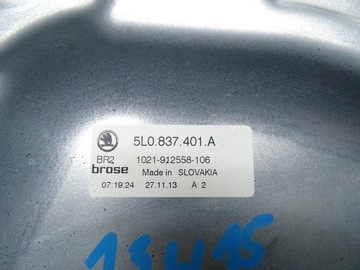 5L0.837.401.A
BR2 1021-912558-106
brose Made in SLOVAKIA
07:19:24 27.11.13 A 2